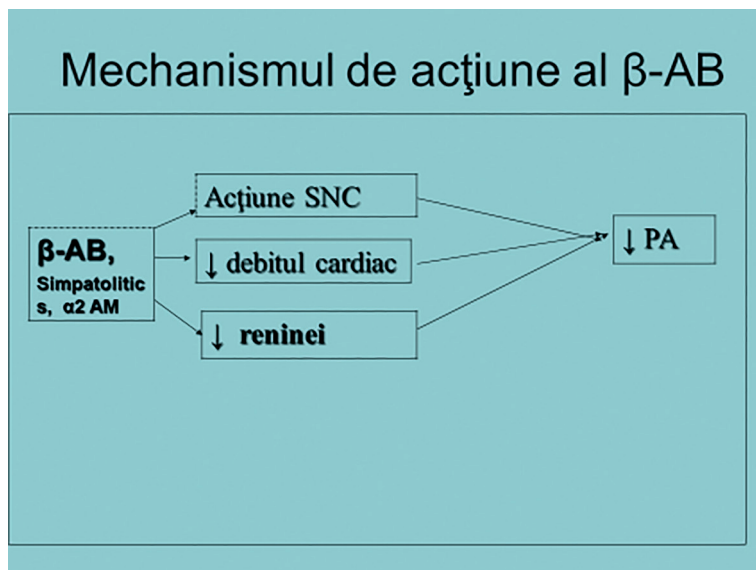 Mechanismul de acţiune al β-AB
Acţiune SNC
β-AB,
Simpatolitic
s, α2 AM
↓ debitul cardiac
↓ reninei
↓ PA